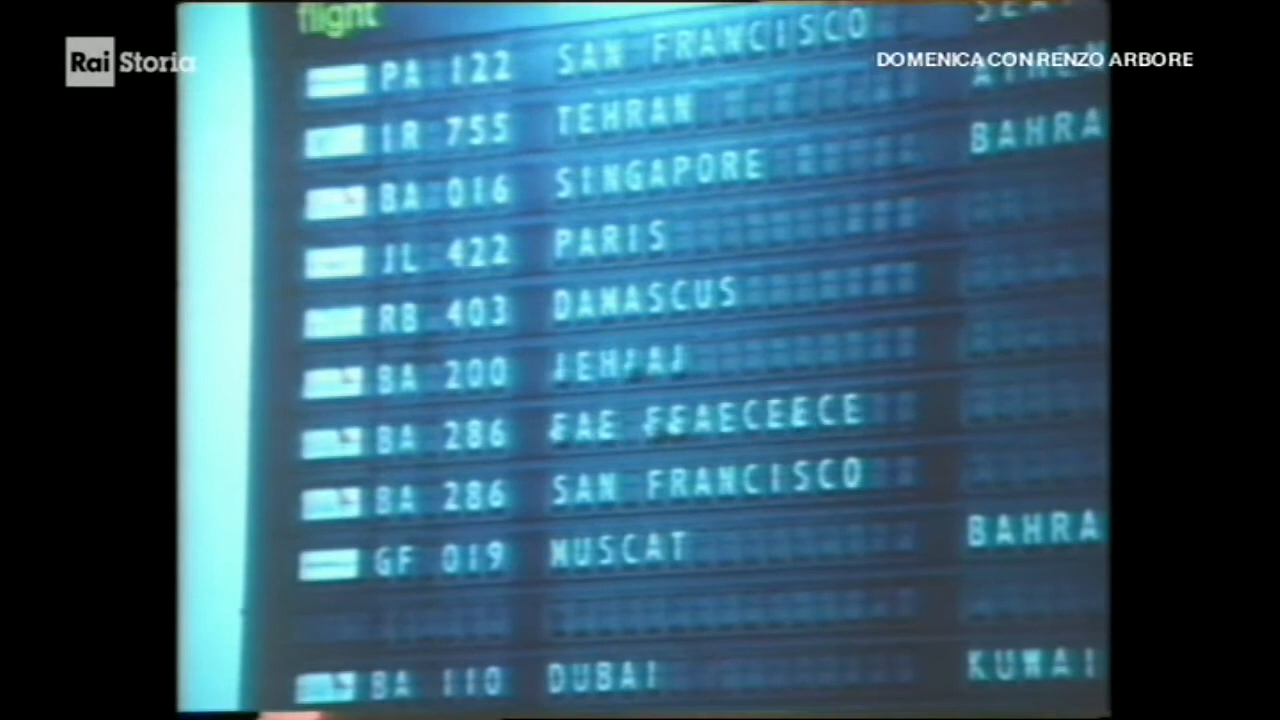 Rai Storia
DOMENICA CON RENZO ARBORE
flight
PA 122 SAN FRANCISCO
IR 755 TEHRAN
BA 016 SINGAPORE BAHRA
JL 422 PARIS
RB 403 DAMASCUS
BA 200
BA 286
BA 286 SAN FRANCISCO
GF 019 MUSCAT BAHRA
BA 110 DUBAI KUWAI